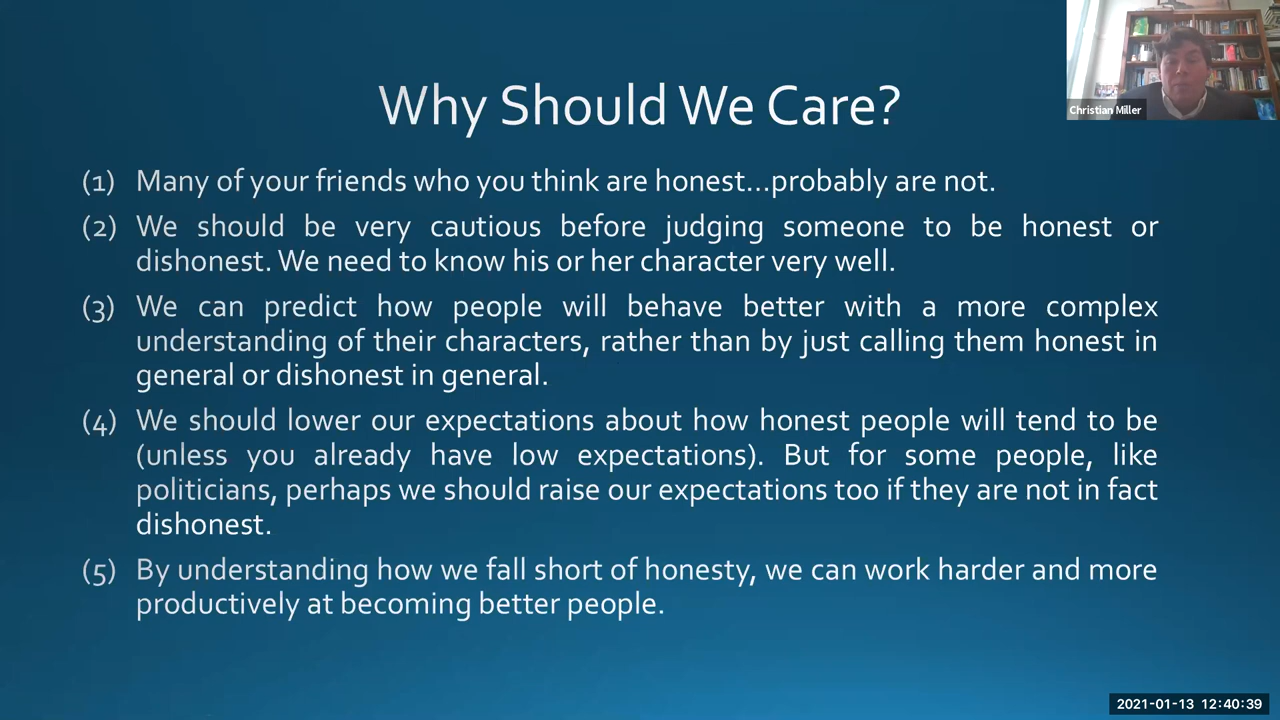 Why Should We Care?
Christian Miller
(1) Many of your friends who you think are honest...probably are not.
(2) We should be very cautious before judging someone to be honest or
dishonest. We need to know his or her character very well.
(3) We can predict how people will behave better with a more complex
understanding of their characters, rather than by just calling them honest in
general or dishonest in general.
(4) We should lower our expectations about how honest people will tend to be
(unless you already have low expectations). But for some people, like
politicians, perhaps we should raise our expectations too if they are not in fact
dishonest.
(5) By understanding how we fall short of honesty, we can work harder and more
productively at becoming better people.
2021-01-13 12:40:39